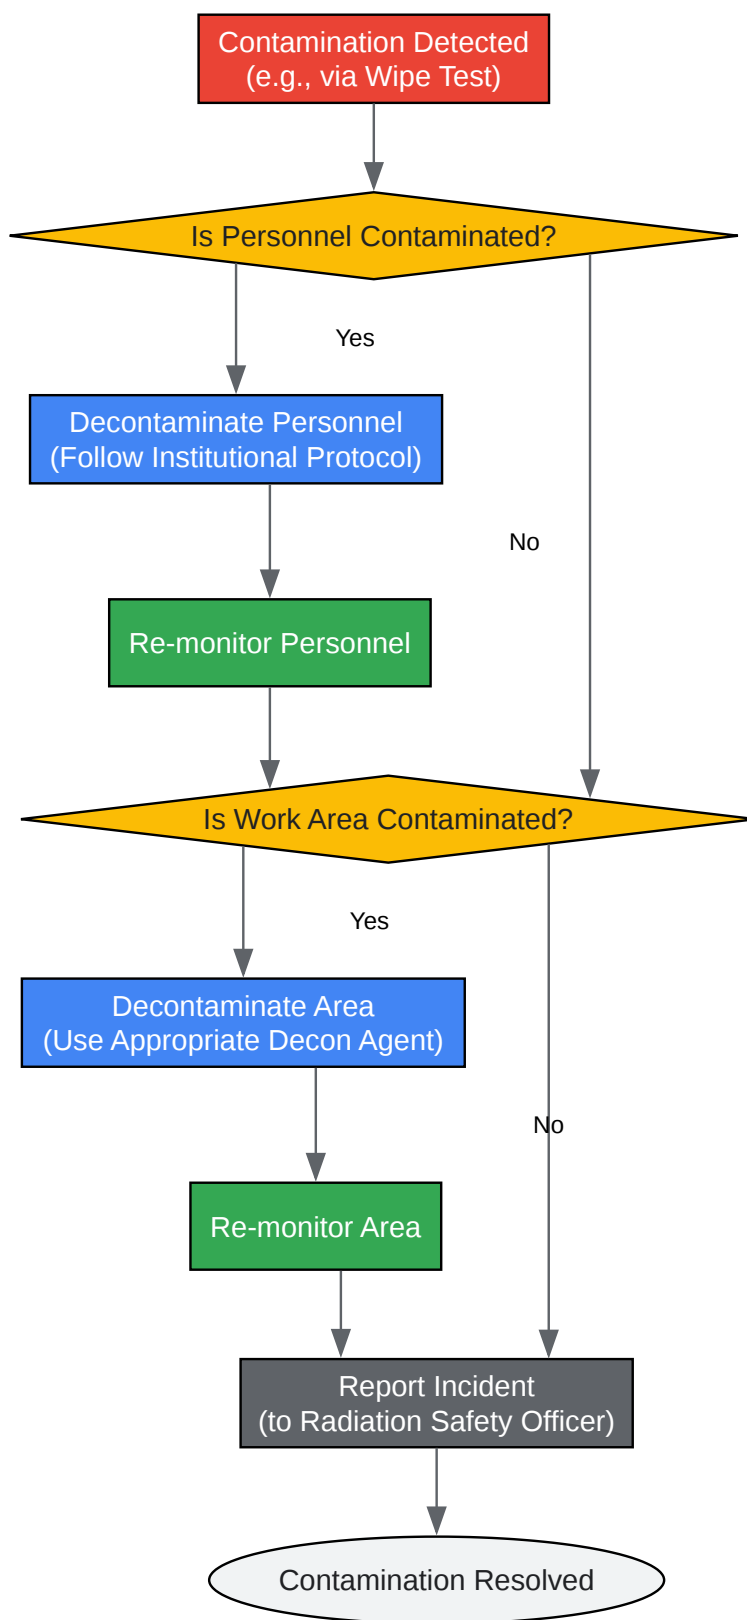 Contamination Detected
(e.g., via Wipe Test)
Is Personnel Contaminated?
Yes
Decontaminate Personnel
(Follow Institutional Protocol)
No
Re-monitor Personnel
Is Work Area Contaminated?
Yes
Decontaminate Area
(Use Appropriate Decon Agent)
No
Re-monitor Area
Report Incident
(to Radiation Safety Officer)
Contamination Resolved